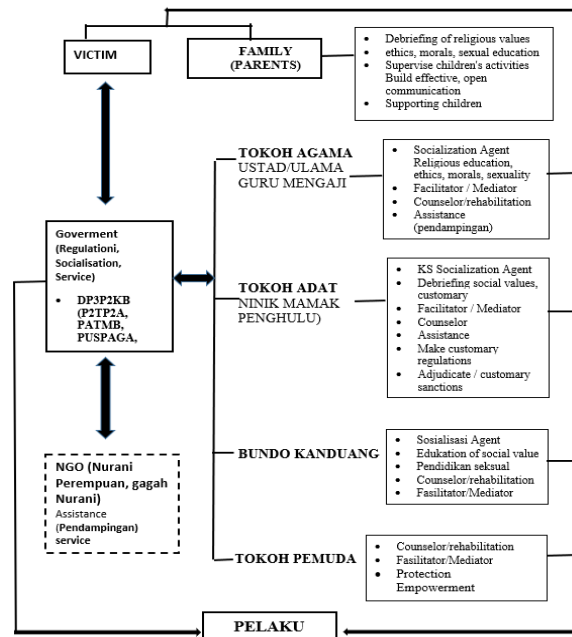 VICTIM
FAMILY
(PARENTS)
• Debriefing of religious values
• ethics, morals, sexual education
• Supervise children's activities
Build effective, open
communication
• Supporting children
TOKOH AGAMA
USTAD/ULAMA
GURU MENGAJI
• Socialization Agent
Religious education,
ethics, morals, sexuality
• Facilitator / Mediator
• Counselor/rehabilitation
• Assistance
(pendampingan)
Goverment
(Regulationi,
Socialisation,
Service)
• DP3P2KB
(P2TP2A,
PATMB,
PUSPAGA,
TOKOH ADAT
NINIK MAMAK
PENGHULU)
• KS Socialization Agent
• Debriefing social values,
customary
• Facilitator / Mediator
• Counselor
• Assistance
• Make customary
regulations
• Adjudicate / customary
sanctions
NGO (Nurani
Perempuan, gagah
Nurani)
Assistance
(Pendampingan)
service
BUNDO KANDUANG
• Sosialisasi Agent
• Edukation of social value
• Pendidikan seksual
• Counselor/rehabilitation
• Fasilitator/Mediator
TOKOH PEMUDA
• Counselor/rehabilitation
• Fasilitator/Mediator
• Protection
Empowerment
PELAKU